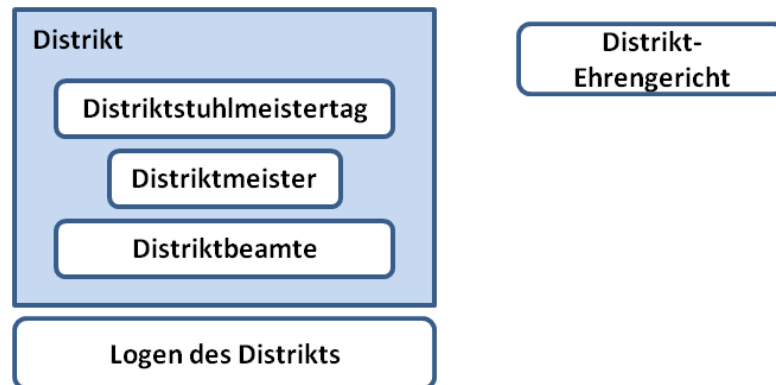 Distrikt
Distriktstuhlmeistertag
Distriktmeister
Distriktbeamte
Logen des Distrikts
Distrikt-
Ehrengericht